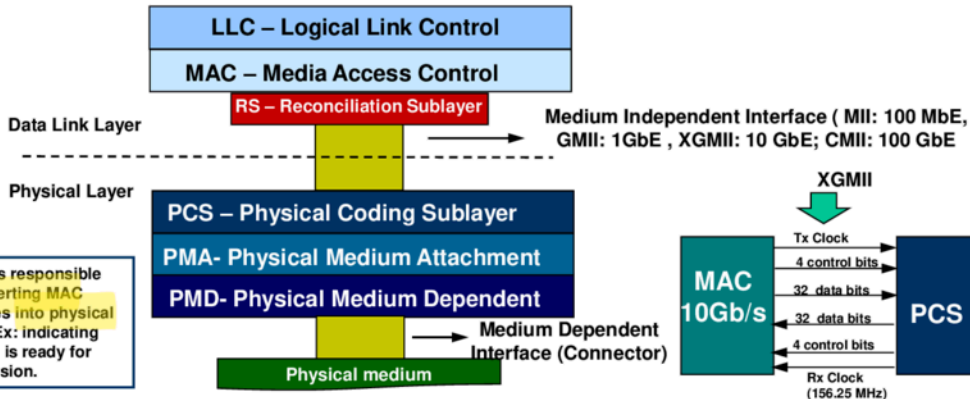 LLC – Logical Link Control
MAC – Media Access Control
RS – Reconciliation Sublayer
Data Link Layer
Medium Independent Interface ( MII: 100 MbE,
GMII: 1GbE , XGMII: 10 GbE; CMII: 100 GbE
Physical Layer
PCS – Physical Coding Sublayer
PMA- Physical Medium Attachment
PMD- Physical Medium Dependent
responsible
MAC
into physical
Ex: indicating
is ready for
Medium Dependent
Interface (Connector)
Physical medium
XGMII
MAC
10Gb/s
Tx Clock
4 control bits
32 data bits
32 data bits
4 control bits
Rx Clock
(156.25 MHz)
PCS